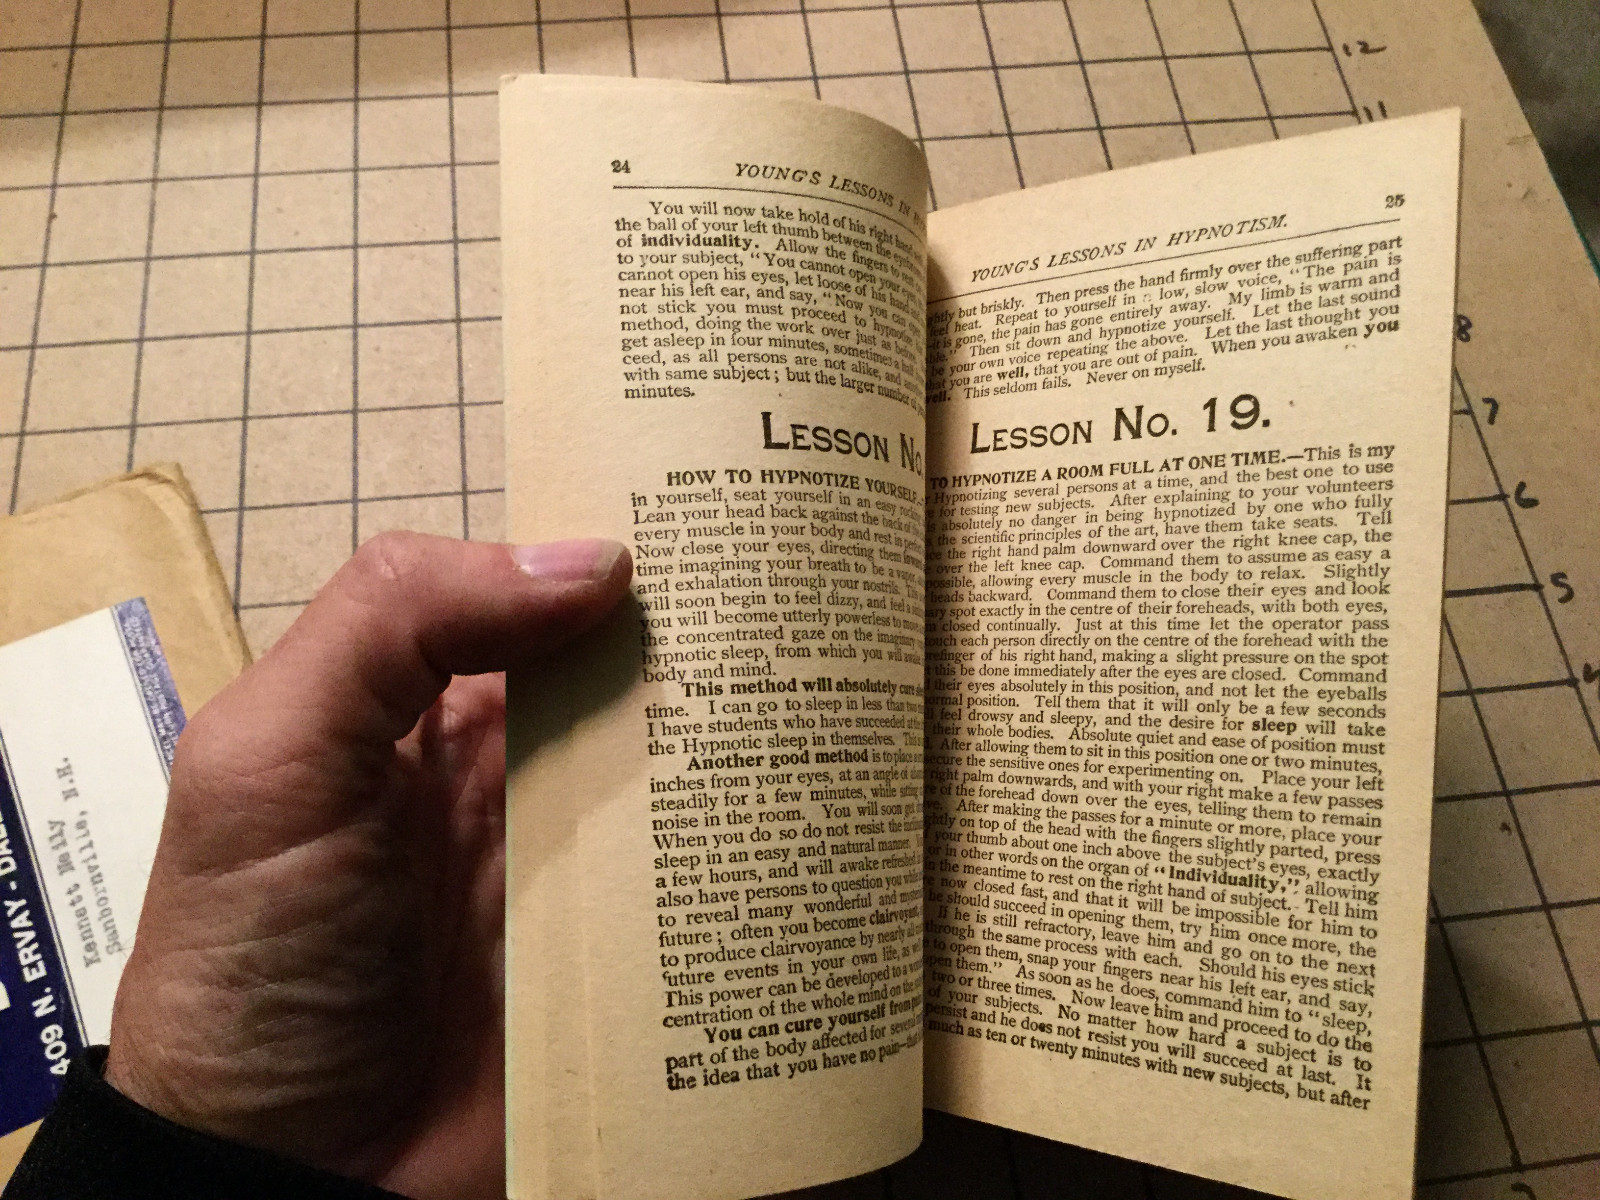 24
YOUNG'S LESSONS IN
You will now take hold of his right hand
the ball of your left thumb between the
of individuality. Allow the fingers to
to your subject, "You cannot open your
cannot open his eyes, let loose of his hand
near his left ear, and say, "Now you can
not stick you must proceed to
method, doing the work over just as
get asleep in four minutes, sometimes
ceed, as all persons are not alike, and
with same subject; but the larger number of
minutes.
LESSON No
HOW TO HYPNOTIZE YOURSELF.
in yourself, seat yourself in an easy
Lean your head back against the back of
every muscle in your body and rest in
Now close your eyes, directing them
time imagining your breath to be a
and exhalation through your nostrils.
will soon begin to feel dizzy, and feel a
you will become utterly powerless to
the concentrated gaze on the
hypnotic sleep, from which you will
body and mind.
This method will absolutely cure
time. I can go to sleep in less than two
I have students who have succeeded
the Hypnotic sleep in themselves.
Another good method is to place
inches from your eyes, at an angle of
steadily for a few minutes, while
noise in the room. You will soon
When you do so do not resist the
sleep in an easy and natural manner.
a few hours, and will awake refreshed
also have persons to question you
to reveal many wonderful and
future; often you become clairvoyant,
to produce clairvoyance by nearly
future events in your own life, as
This power can be developed to a
centration of the whole mind on the
You can cure yourself from
part of the body affected for several
the idea that you have no pain
25
YOUNG'S LESSONS IN HYPNOTISM.
but briskly. Then press the hand firmly over the suffering part
feel heat. Repeat to yourself in a low, slow voice, "The pain is
it is gone, the pain has gone entirely away. My limb is warm and
Then sit down and hypnotize yourself. Let the last sound
be your own voice repeating the above. Let the last thought you
that you are well, that you are out of pain. When you awaken you
well. This seldom fails. Never on myself.
LESSON NO. 19.
TO HYPNOTIZE A ROOM FULL AT ONE TIME.—This is my
Hypnotizing several persons at a time, and the best one to use
for testing new subjects. After explaining to your volunteers
is absolutely no danger in being hypnotized by one who fully
the scientific principles of the art, have them take seats. Tell
the right hand palm downward over the right knee cap, the
over the left knee cap. Command them to assume as easy a
possible, allowing every muscle in the body to relax. Slightly
heads backward. Command them to close their eyes and look
spot exactly in the centre of their foreheads, with both eyes,
closed continually. Just at this time let the operator pass
touch each person directly on the centre of the forehead with the
forefinger of his right hand, making a slight pressure on the spot
this be done immediately after the eyes are closed. Command
their eyes absolutely in this position, and not let the eyeballs
normal position. Tell them that it will only be a few seconds
feel drowsy and sleepy, and the desire for sleep will take
their whole bodies. Absolute quiet and ease of position must
After allowing them to sit in this position one or two minutes,
secure the sensitive ones for experimenting on. Place your left
right palm downwards, and with your right make a few passes
of the forehead down over the eyes, telling them to remain
After making the passes for a minute or more, place your
on top of the head with the fingers slightly parted, press
your thumb about one inch above the subject's eyes, exactly
or in other words on the organ of "Individuality," allowing
in the meantime to rest on the right hand of subject. Tell him
now closed fast, and that it will be impossible for him to
he should succeed in opening them, try him once more, the
If he is still refractory, leave him and go on to the next
through the same process with each. Should his eyes stick
to open them, snap your fingers near his left ear, and say,
open them." As soon as he does, command him to "sleep,
two or three times. Now leave him and proceed to do the
of your subjects. No matter how hard a subject is to
persist and he does not resist you will succeed at last. It
much as ten or twenty minutes with new subjects, but after
12
11
8
7
6
5
4
409 N. ERVAY - DA
Kennett Neily
Sanbornville, N.H.